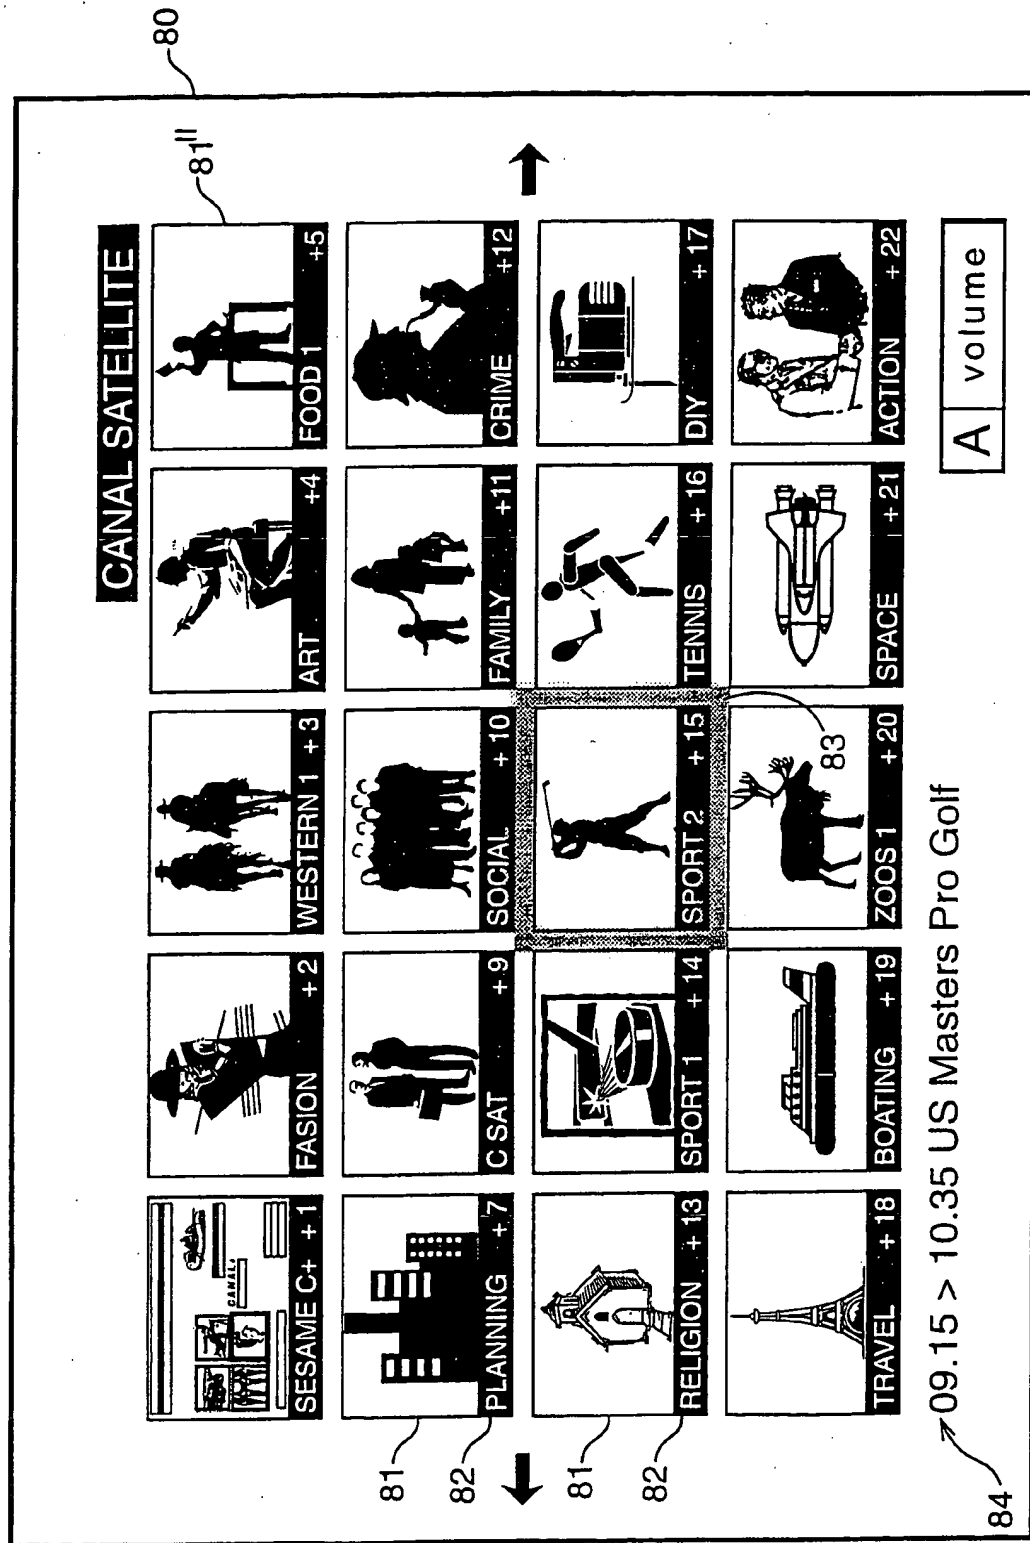 80
CANAL SATELLITE
81"
SESAME C+ +1
FASION +2
WESTERN 1 +3
ART +4
FOOD 1 +5
CANAL+
81
82
PLANNING +7
C SAT +9
SOCIAL +10
FAMILY +11
CRIME +12
81
82
RELIGION +13
SPORT 1 +14
SPORT 2 +15
TENNIS +16
DIY +17
83
TRAVEL +18
BOATING +19
ZOOS 1 +20
SPACE +21
ACTION +22
84
09.15 > 10.35 US Masters Pro Golf
A volume